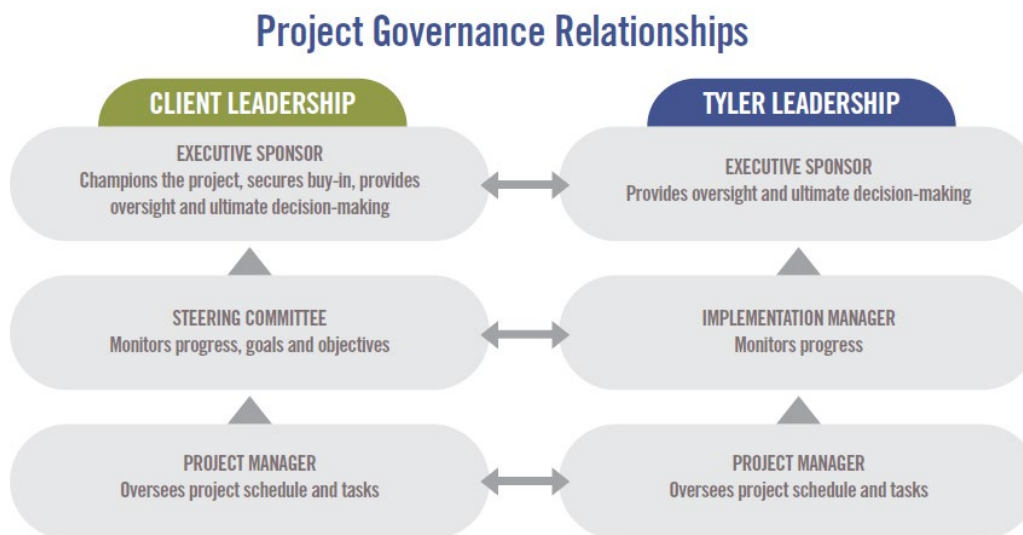 Project Governance Relationships
CLIENT LEADERSHIP
EXECUTIVE SPONSOR
Champions the project, secures buy-in, provides
oversight and ultimate decision-making
STEERING COMMITTEE
Monitors progress, goals and objectives
PROJECT MANAGER
Oversees project schedule and tasks
TYLER LEADERSHIP
EXECUTIVE SPONSOR
Provides oversight and ultimate decision-making
IMPLEMENTATION MANAGER
Monitors progress
PROJECT MANAGER
Oversees project schedule and tasks